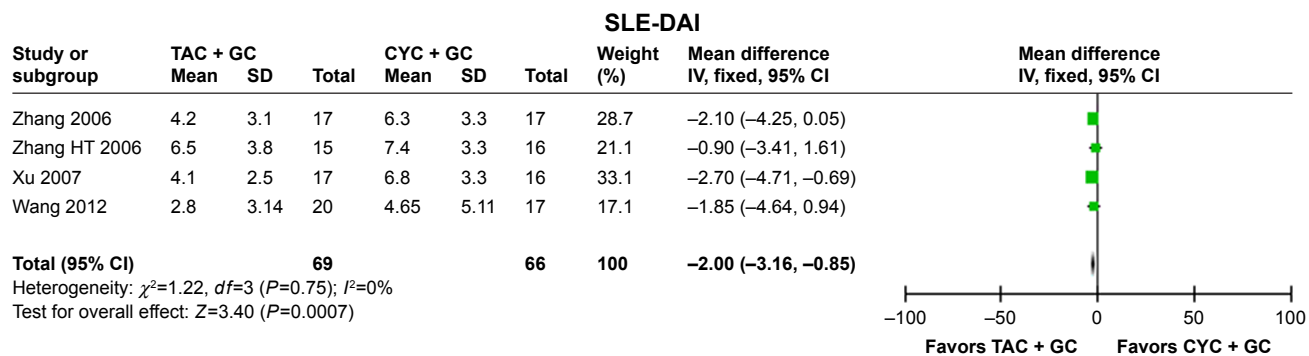 SLE-DAI
Study or subgroup TAC + GC CYC + GC Weight (%) Mean difference IV, fixed, 95% CI Mean difference IV, fixed, 95% CI
Mean SD Total Mean SD Total
Zhang 2006 4.2 3.1 17 6.3 3.3 17 28.7 –2.10 (–4.25, 0.05)
Zhang HT 2006 6.5 3.8 15 7.4 3.3 16 21.1 –0.90 (–3.41, 1.61)
Xu 2007 4.1 2.5 17 6.8 3.3 16 33.1 –2.70 (–4.71, –0.69)
Wang 2012 2.8 3.14 20 4.65 5.11 17 17.1 –1.85 (–4.64, 0.94)
Total (95% CI) 69 66 100 –2.00 (–3.16, –0.85)
Heterogeneity: χ²=1.22, df=3 (P=0.75); I²=0%
Test for overall effect: Z=3.40 (P=0.0007)
–100 –50 0 50 100
Favors TAC + GC Favors CYC + GC